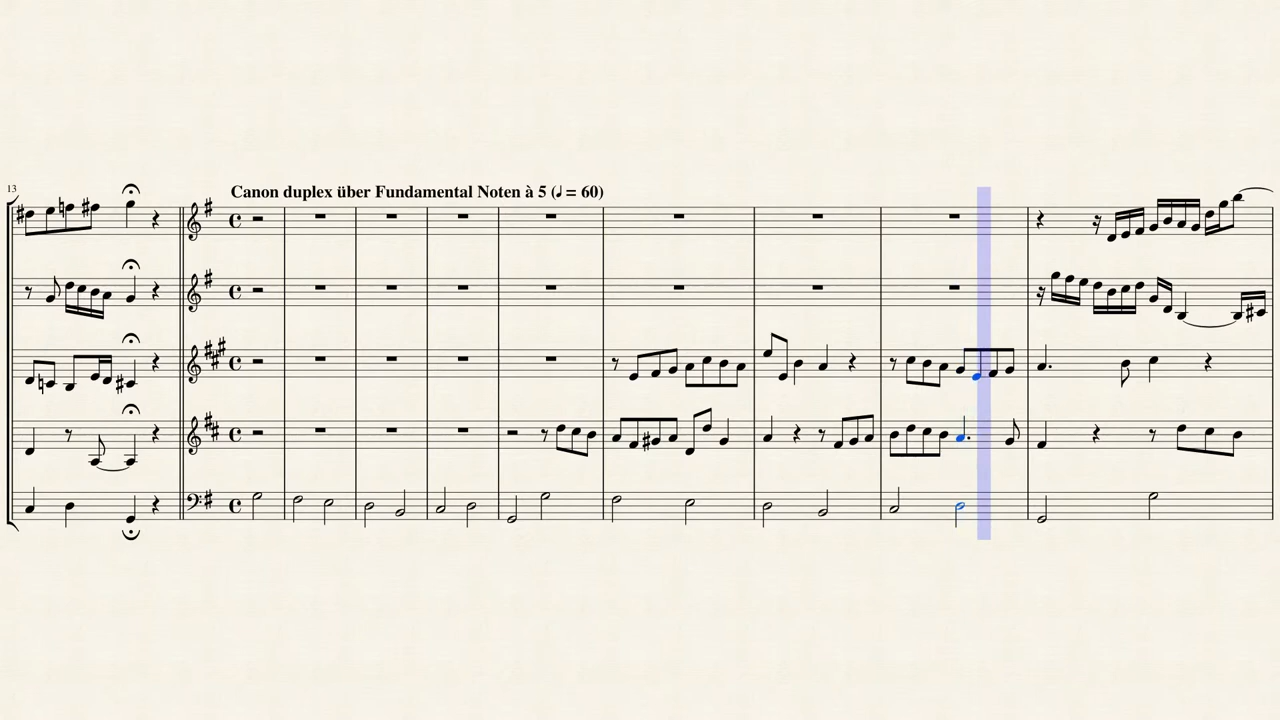 13
Canon duplex über Fundamental Noten à 5 (♩ = 60)